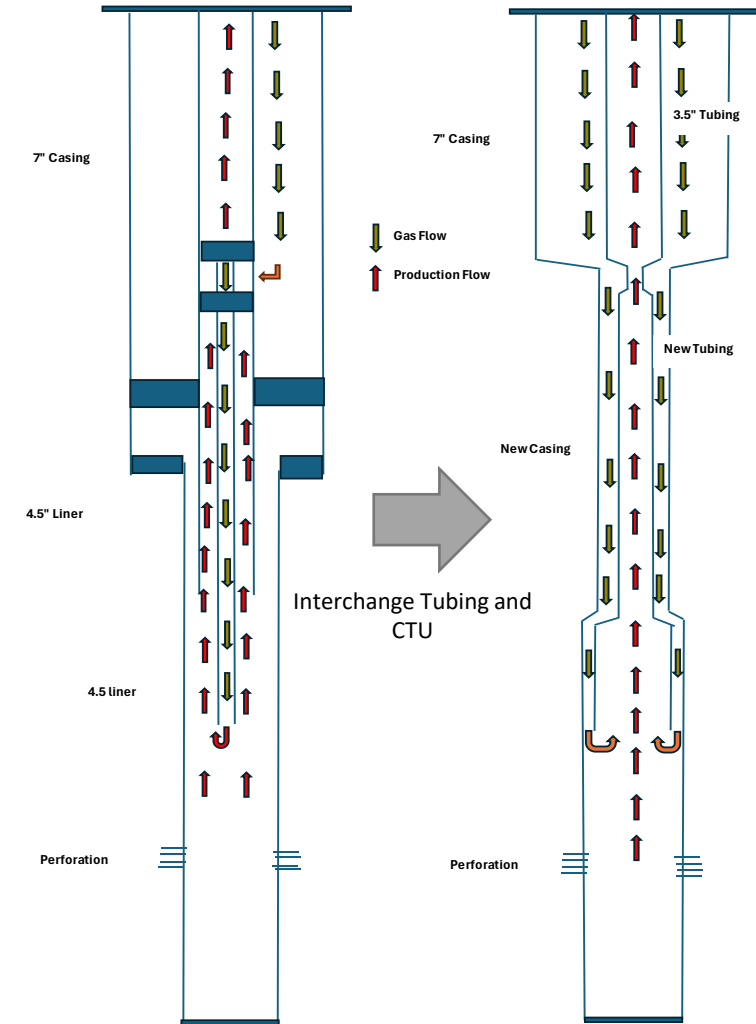 7" Casing
4.5" Liner
4.5 liner
Perforation
Gas Flow
Production Flow
Interchange Tubing and
CTU
7" Casing
3.5" Tubing
New Tubing
New Casing
Perforation